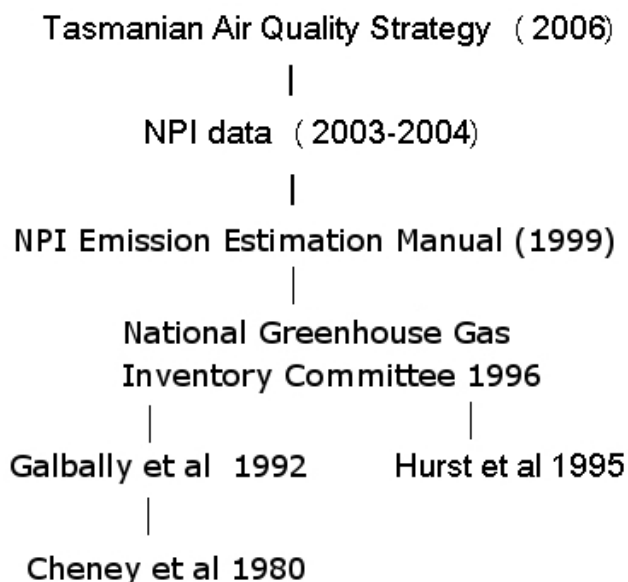 Tasmanian Air Quality Strategy ( 2006)
NPI data ( 2003-2004)
NPI Emission Estimation Manual (1999)
National Greenhouse Gas
Inventory Committee 1996
Galbally et al 1992
Hurst et al 1995
Cheney et al 1980